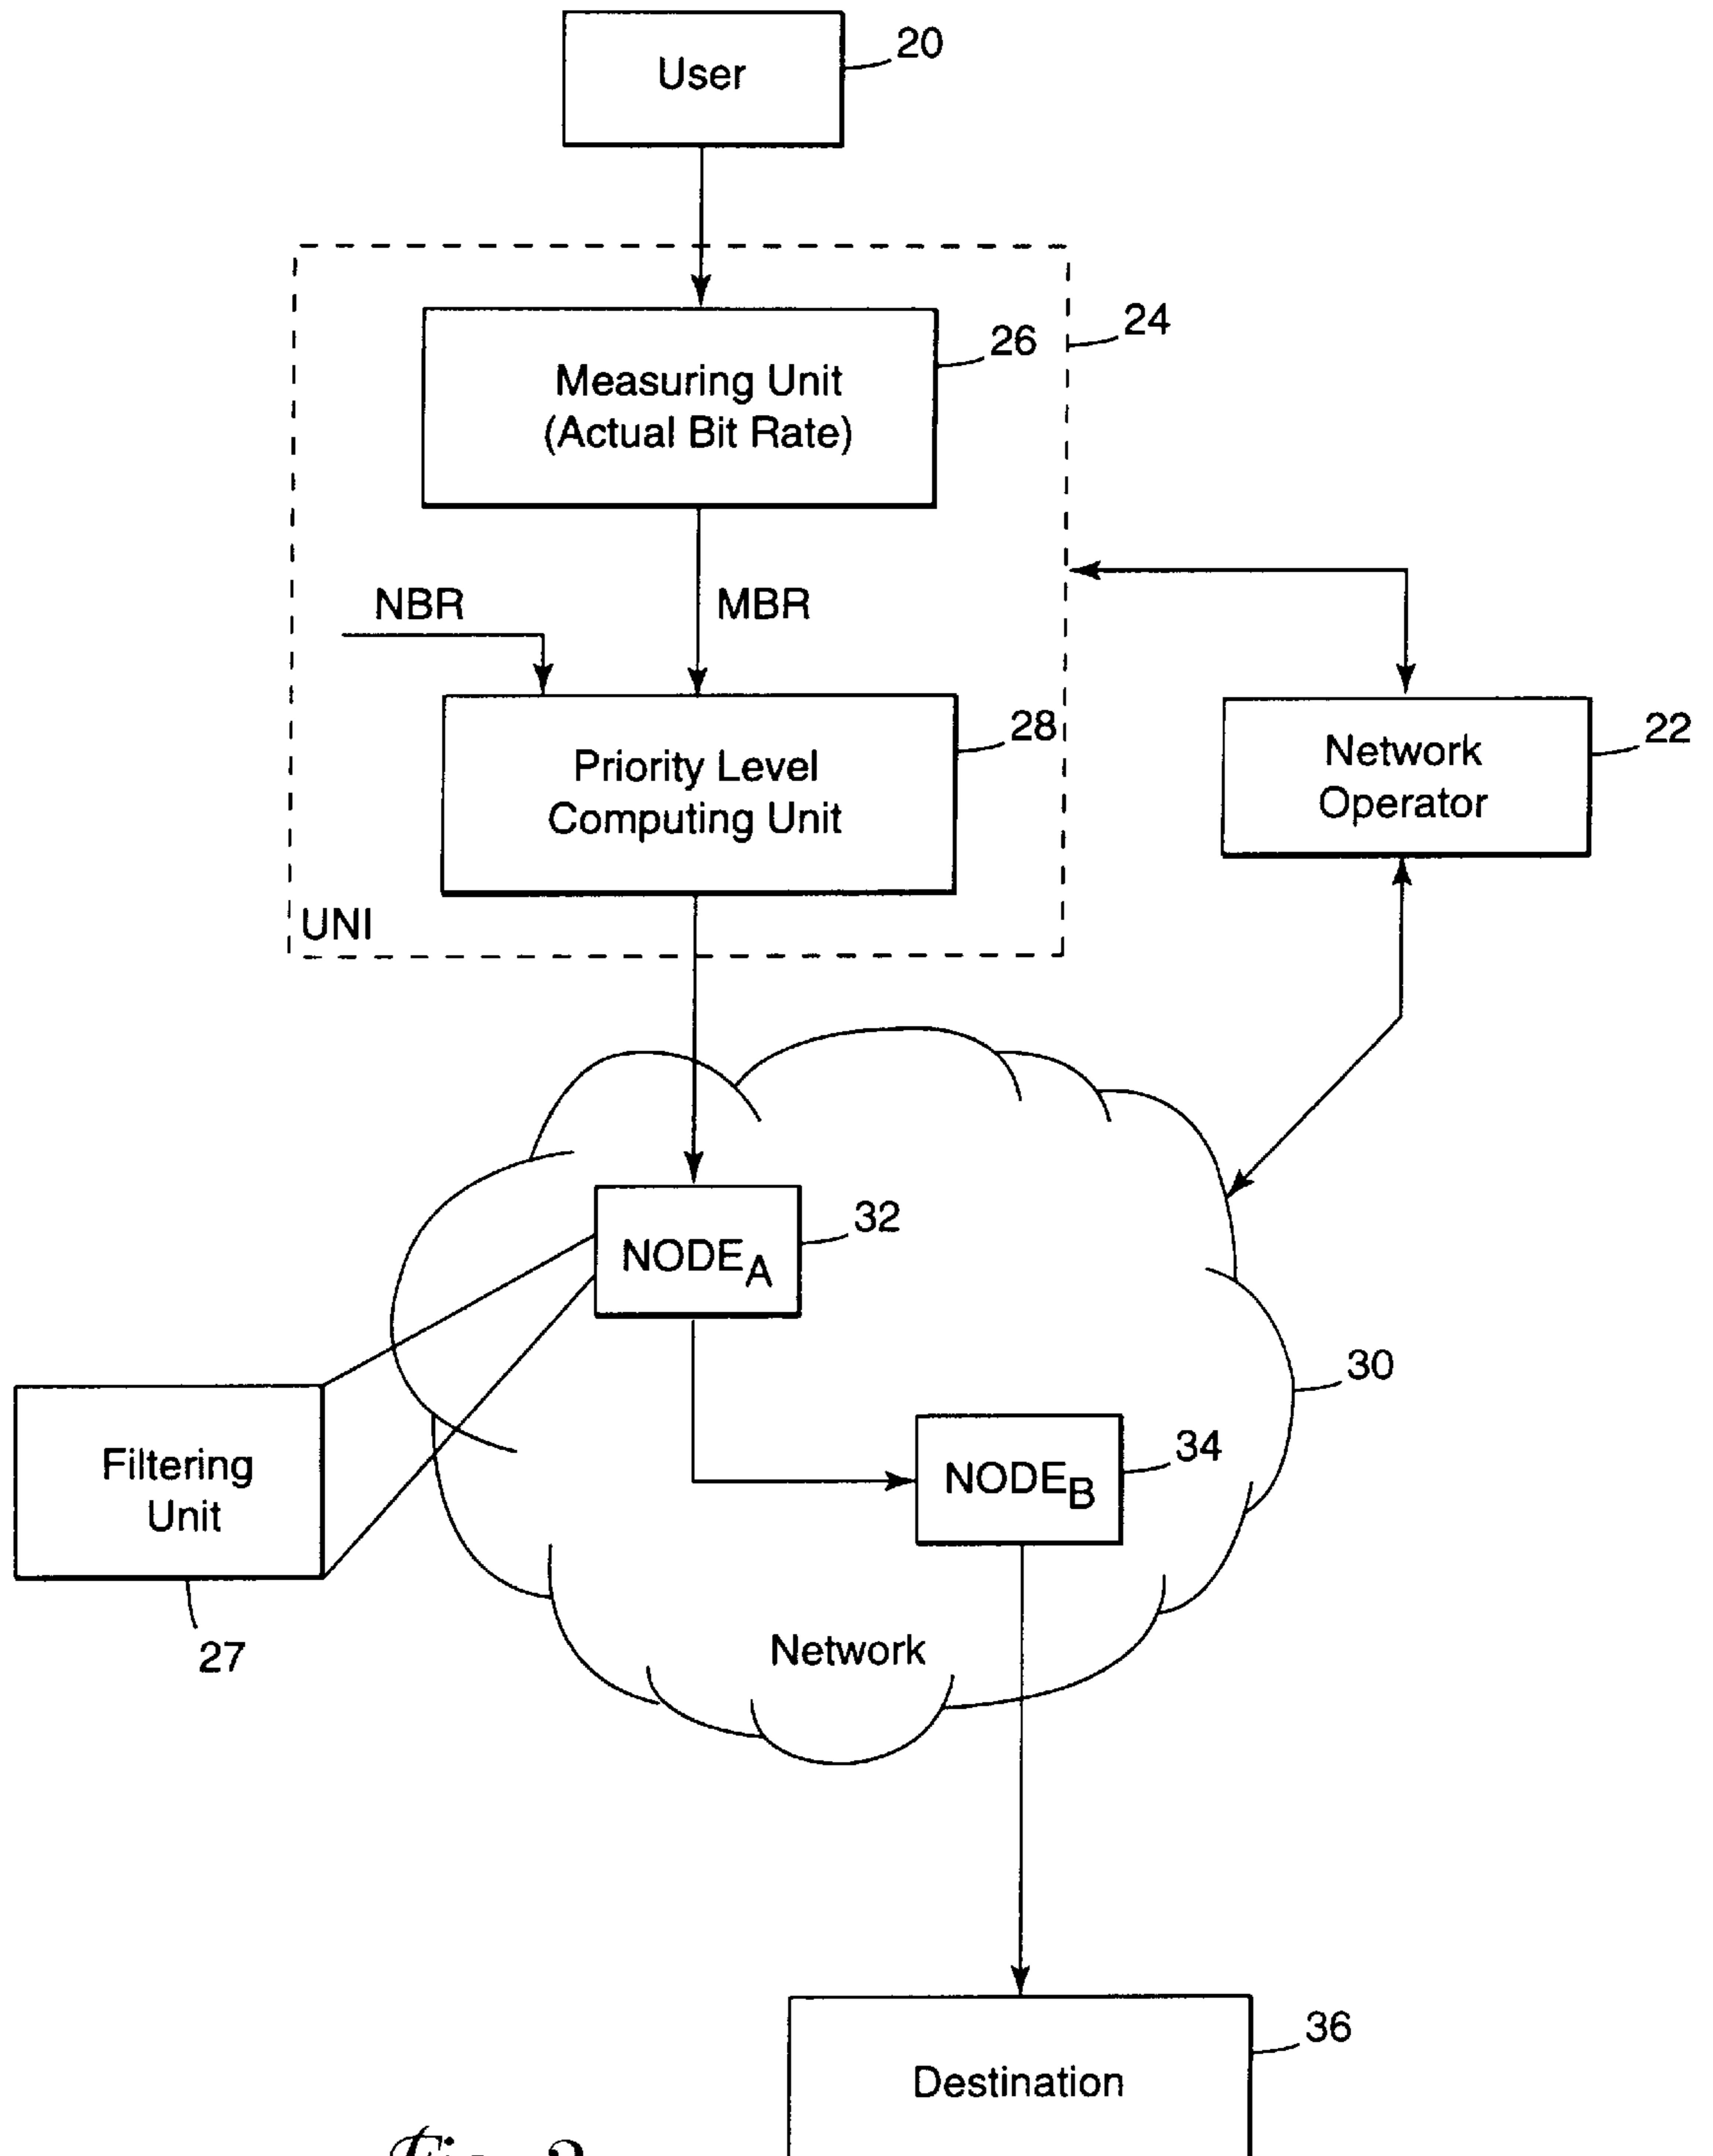 User
20
24
26
Measuring Unit
(Actual Bit Rate)
NBR
MBR
28
Priority Level
Computing Unit
UNI
22
Network
Operator
32
NODEA
30
34
NODEB
Filtering
Unit
27
Network
36
Destination